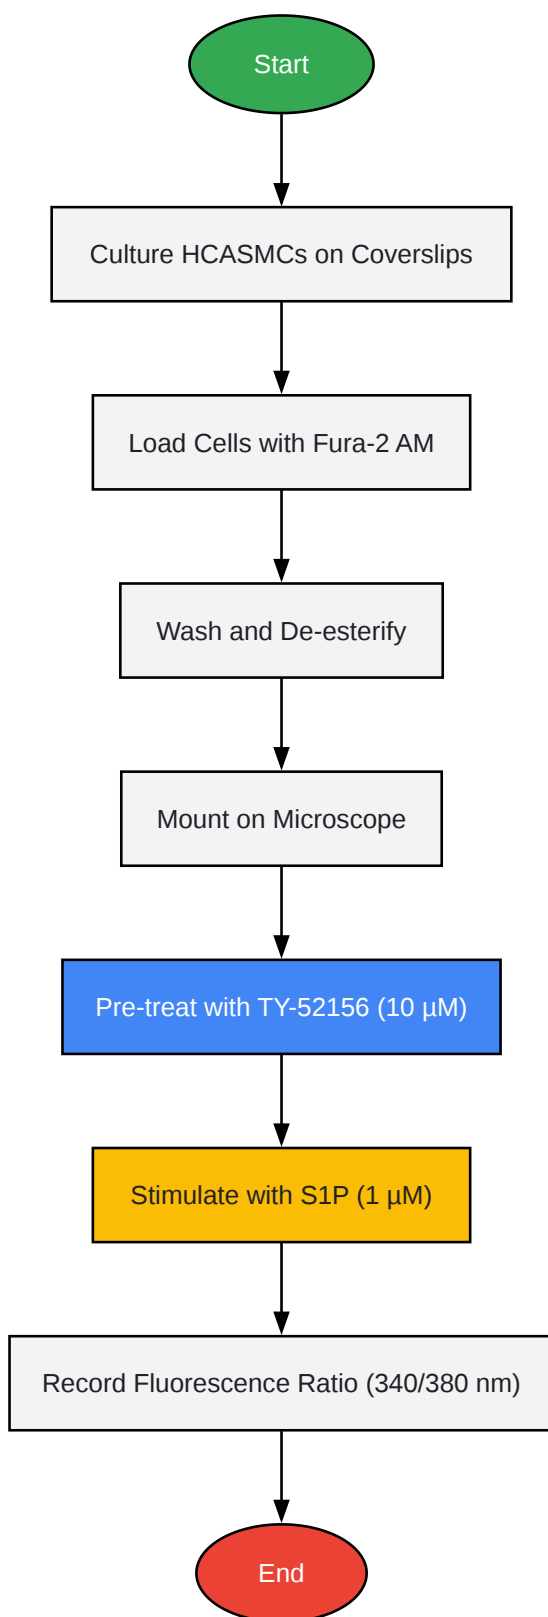 Start
Culture HCASMCs on Coverslips
Load Cells with Fura-2 AM
Wash and De-esterify
Mount on Microscope
Pre-treat with TY-52156 (10 µM)
Stimulate with S1P (1 µM)
Record Fluorescence Ratio (340/380 nm)
End